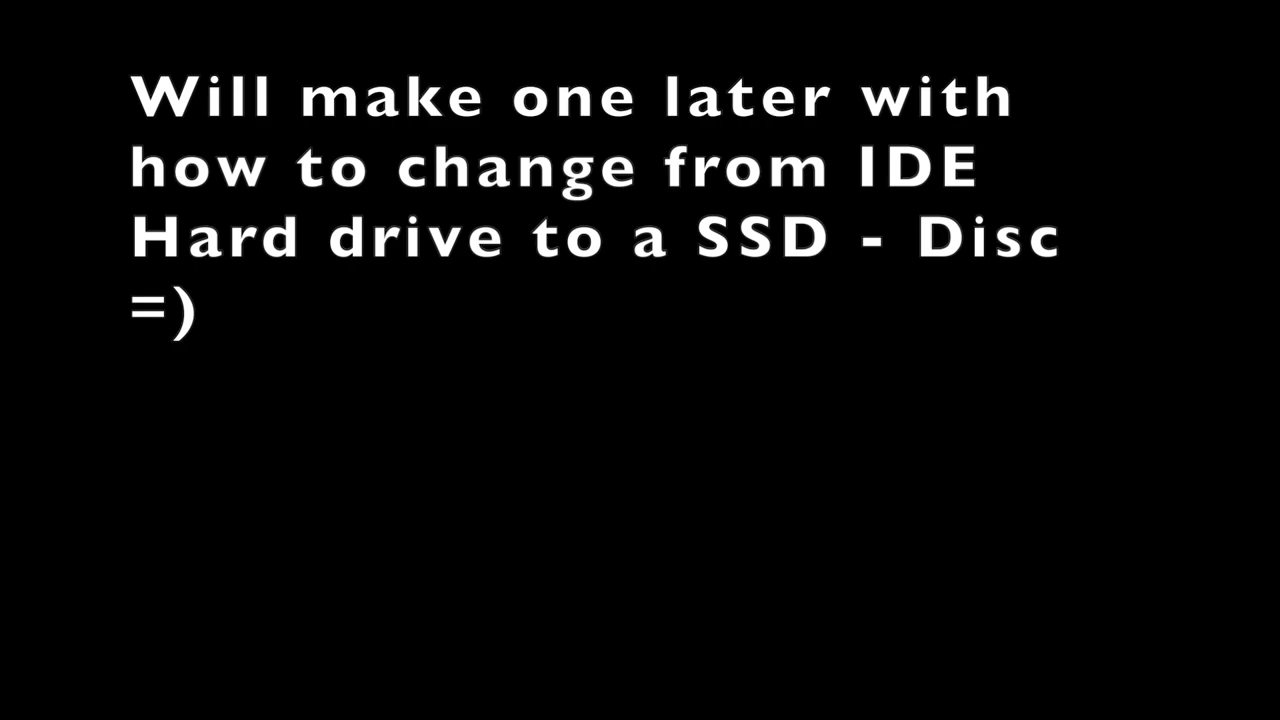 Will make one later with
how to change from IDE
Hard drive to a SSD - Disc
=)